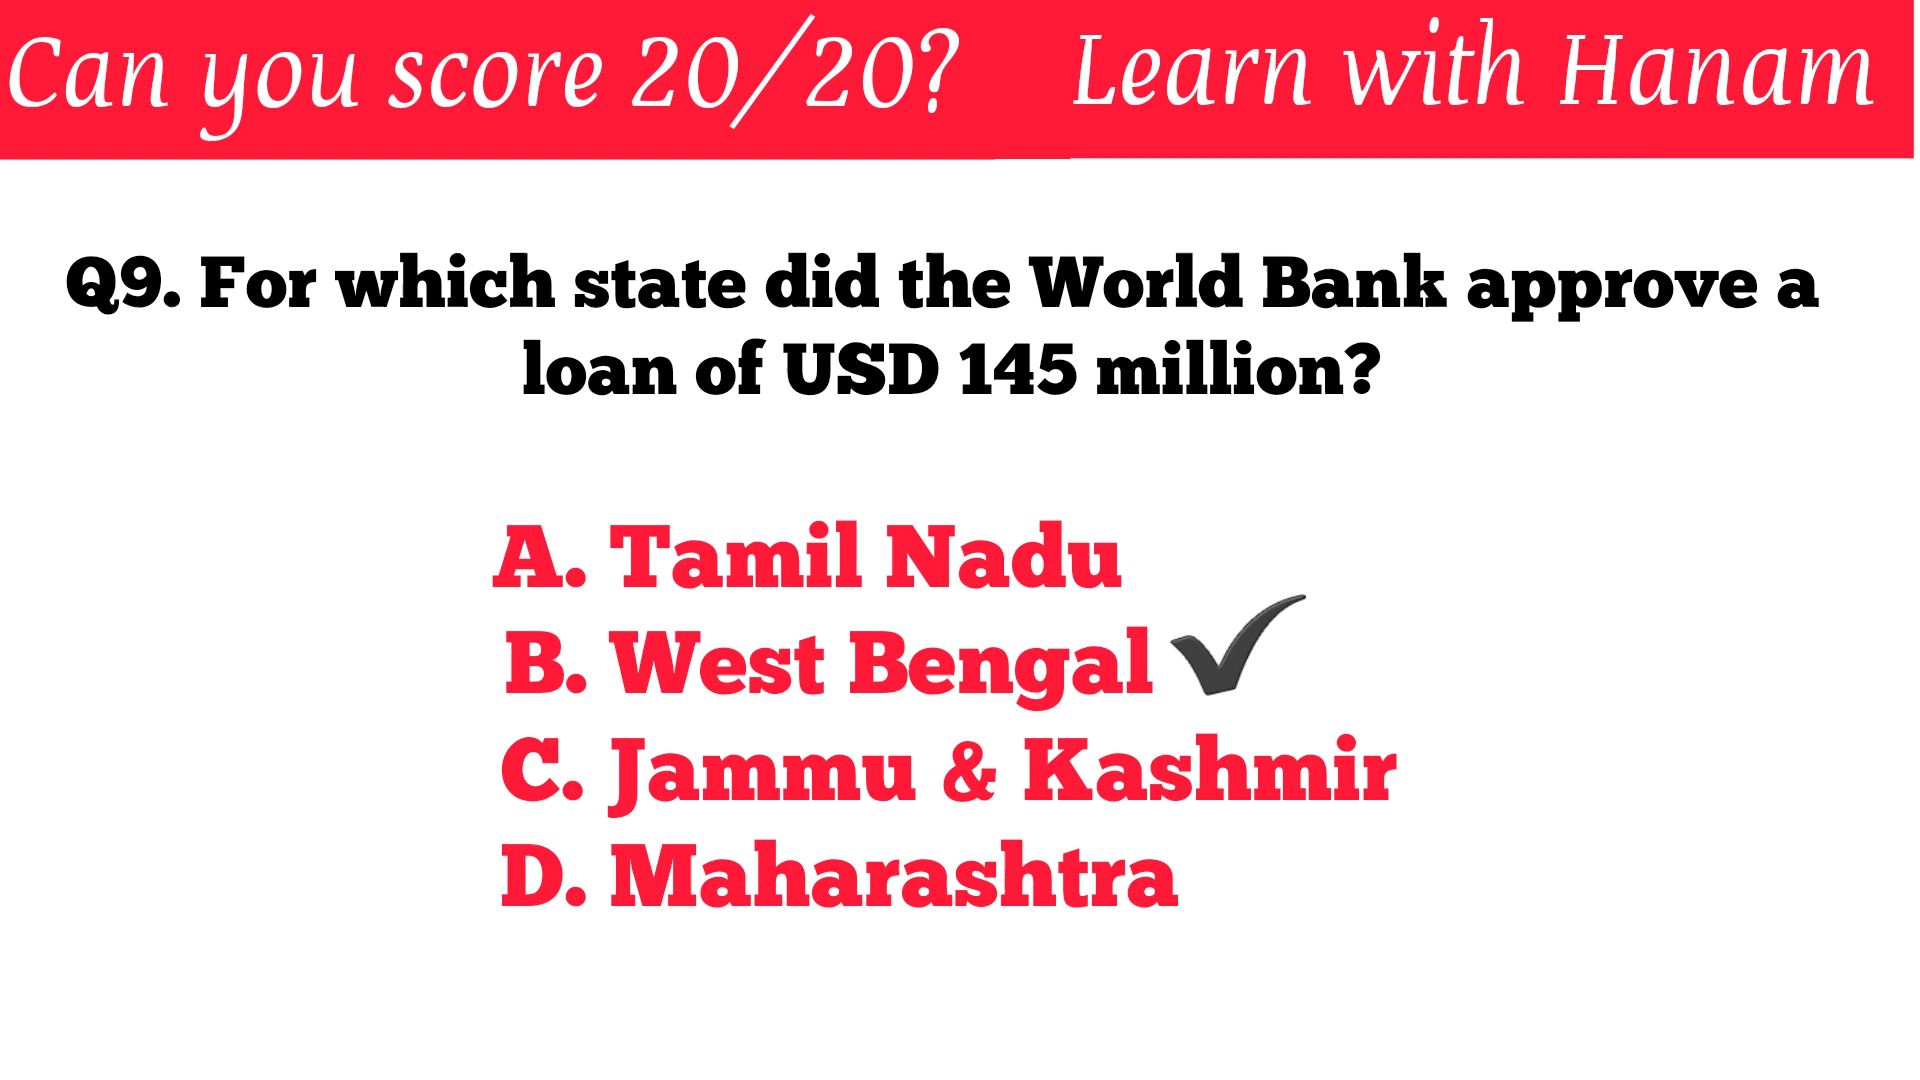 Can you score 20/20? Learn with Hanam
Q9. For which state did the World Bank approve a
loan of USD 145 million?
A. Tamil Nadu
B. West Bengal
C. Jammu & Kashmir
D. Maharashtra